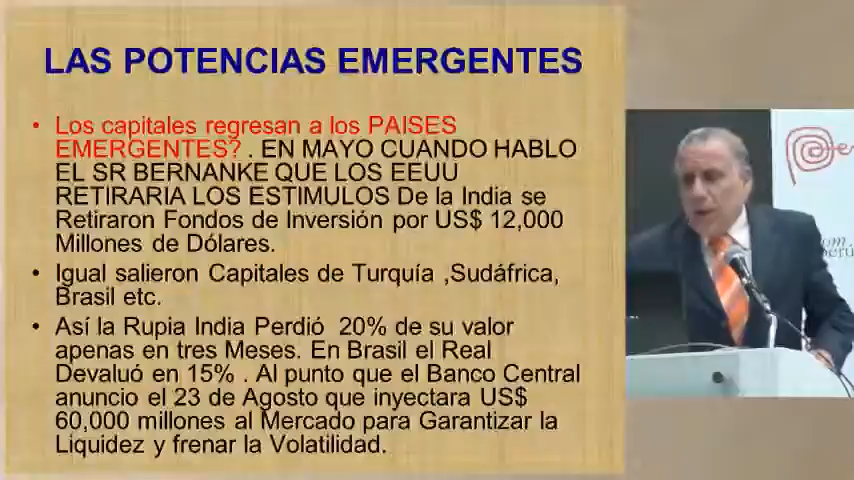 LAS POTENCIAS EMERGENTES
• Los capitales regresan a los PAISES
EMERGENTES? . EN MAYO CUANDO HABLO
EL SR BERNANKE QUE LOS EEUU
RETIRARIA LOS ESTIMULOS De la India se
Retiraron Fondos de Inversión por US$ 12,000
Millones de Dólares.
• Igual salieron Capitales de Turquía ,Sudáfrica,
Brasil etc.
• Así la Rupia India Perdió 20% de su valor
apenas en tres Meses. En Brasil el Real
Devaluó en 15% . Al punto que el Banco Central
anuncio el 23 de Agosto que inyectara US$
60,000 millones al Mercado para Garantizar la
Liquidez y frenar la Volatilidad.